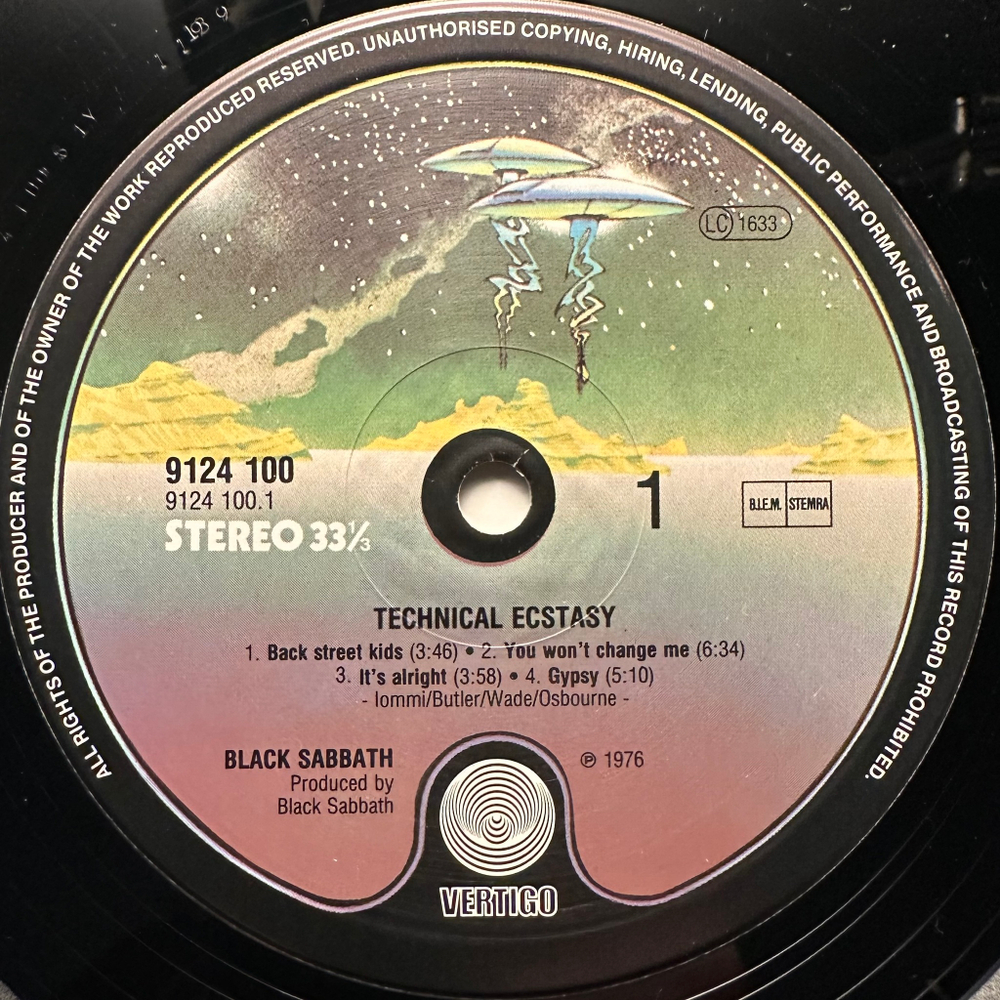 ALL RIGHTS OF THE PRODUCER AND OF THE OWNER OF THE WORK REPRODUCED RESERVED. UNAUTHORISED COPYING, HIRING, LENDING, PUBLIC PERFORMANCE AND BROADCASTING OF THIS RECORD PROHIBITED.
LC 1633
9124 100
9124 100.1
STEREO 33⅓
1
B.I.E.M. STEMRA
TECHNICAL ECSTASY
1. Back street kids (3:46) • 2. You won't change me (6:34)
3. It's alright (3:58) • 4. Gypsy (5:10)
- Iommi/Butler/Wade/Osbourne -
BLACK SABBATH
Produced by
Black Sabbath
℗ 1976
VERTIGO